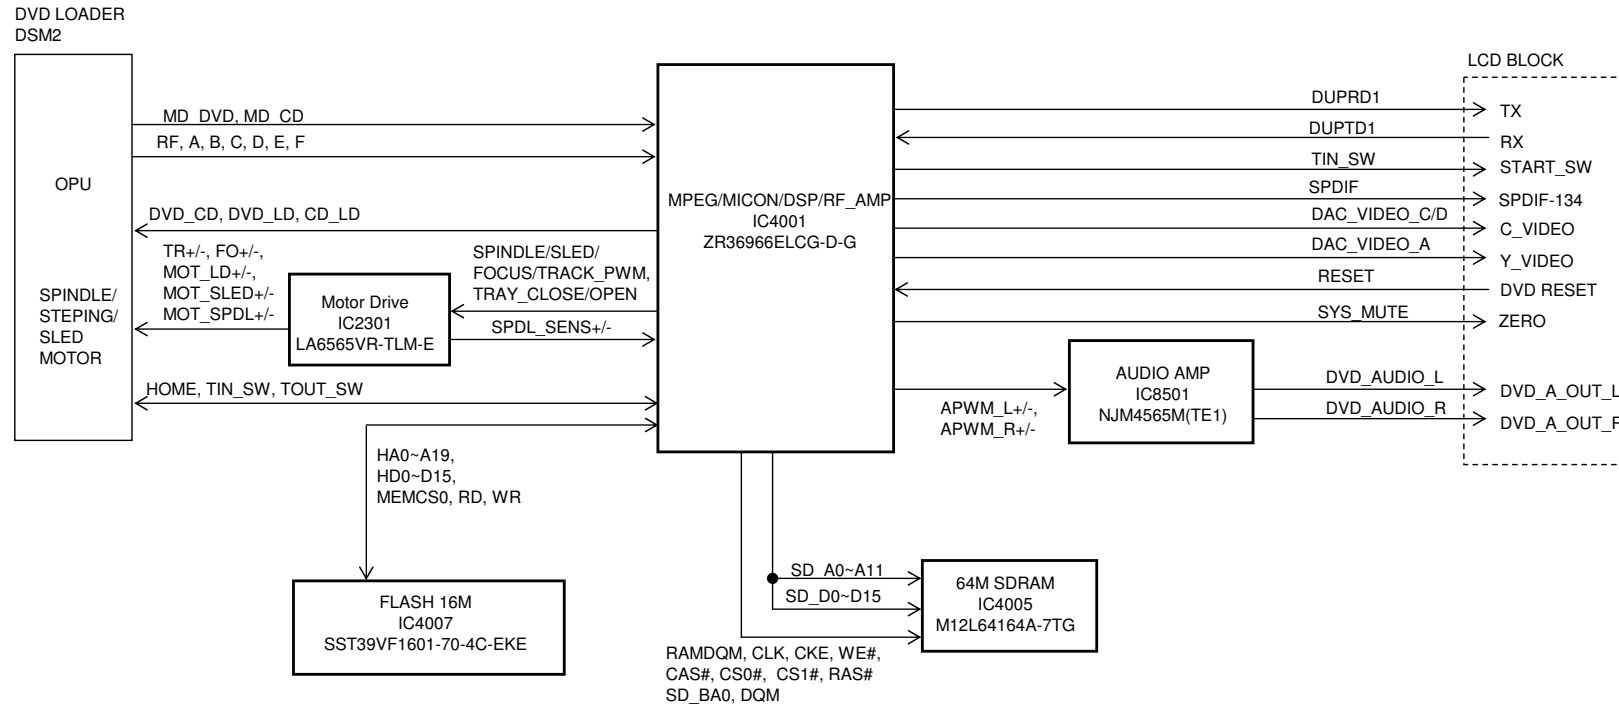 DVD LOADER
DSM2
OPU
SPINDLE/
STEPING/
SLED
MOTOR
MD_DVD, MD_CD
RF, A, B, C, D, E, F
DVD_CD, DVD_LD, CD_LD
TR+/-, FO+/-,
MOT_LD+/-,
MOT_SLED+/-
MOT_SPDL+/-
Motor Drive
IC2301
LA6565VR-TLM-E
SPINDLE/SLED/
FOCUS/TRACK_PWM,
TRAY_CLOSE/OPEN
SPDL_SENS+/-
HOME, TIN_SW, TOUT_SW
HA0~A19,
HD0~D15,
MEMCS0, RD, WR
FLASH 16M
IC4007
SST39VF1601-70-4C-EKE
MPEG/MICON/DSP/RF_AMP
IC4001
ZR36966ELCG-D-G
SD_A0~A11
SD_D0~D15
RAMDQM, CLK, CKE, WE#,
CAS#, CS0#, CS1#, RAS#
SD_BA0, DQM
64M SDRAM
IC4005
M12L64164A-7TG
APWM_L+/-,
APWM_R+/-
AUDIO AMP
IC8501
NJM4565M(TE1)
DUPRD1
DUPTD1
TIN_SW
SPDIF
DAC_VIDEO_C/D
DAC_VIDEO_A
RESET
SYS_MUTE
DVD_AUDIO_L
DVD_AUDIO_R
LCD BLOCK
TX
RX
START_SW
SPDIF-134
C_VIDEO
Y_VIDEO
DVD RESET
ZERO
DVD_A_OUT_L
DVD_A_OUT_R